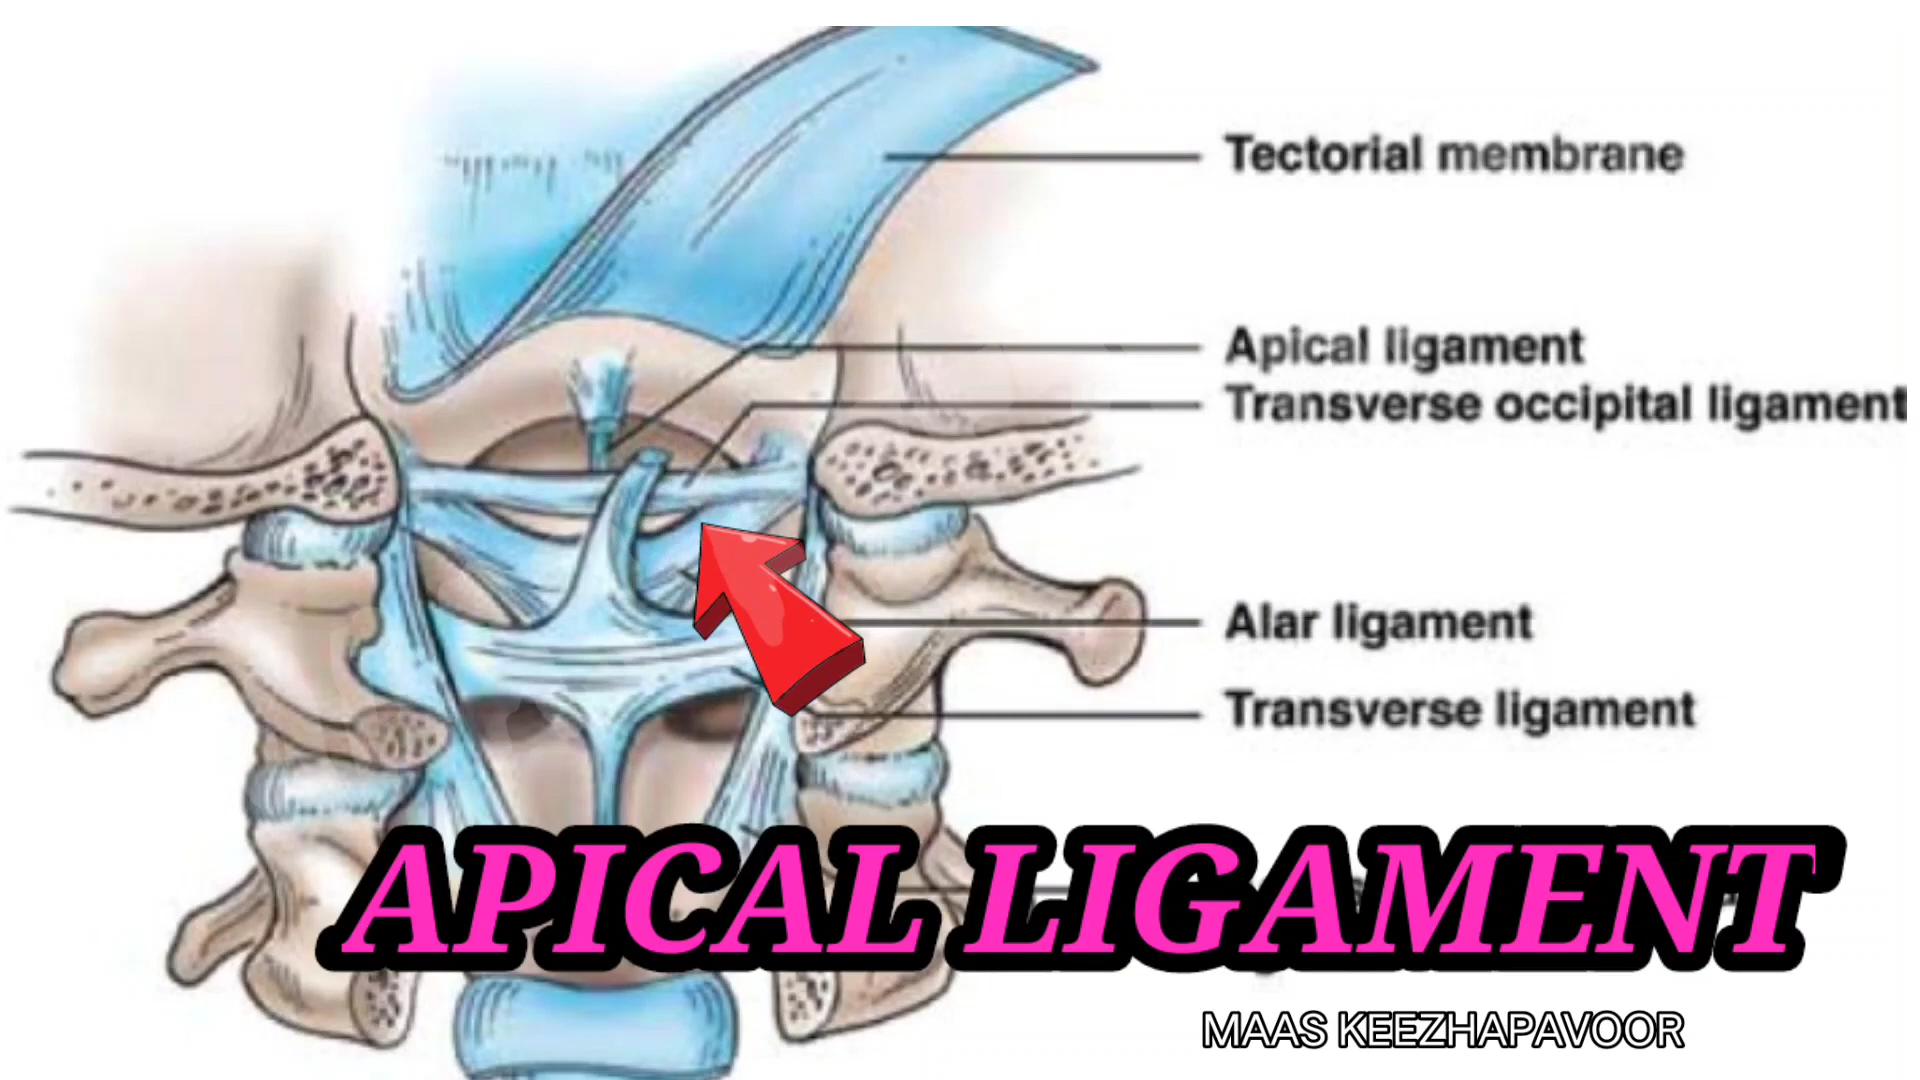 Tectorial membrane
Apical ligament
Transverse occipital ligament
Alar ligament
Transverse ligament
APICAL LIGAMENT
MAAS KEEZHAPAVOOR